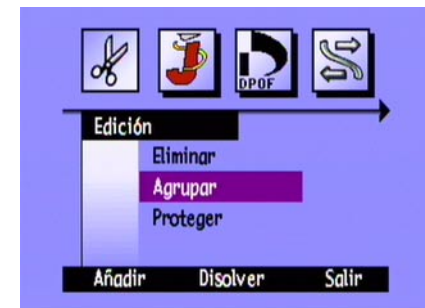 DPOF
Edición
Eliminar
Agrupar
Proteger
Añadir Disolver Salir